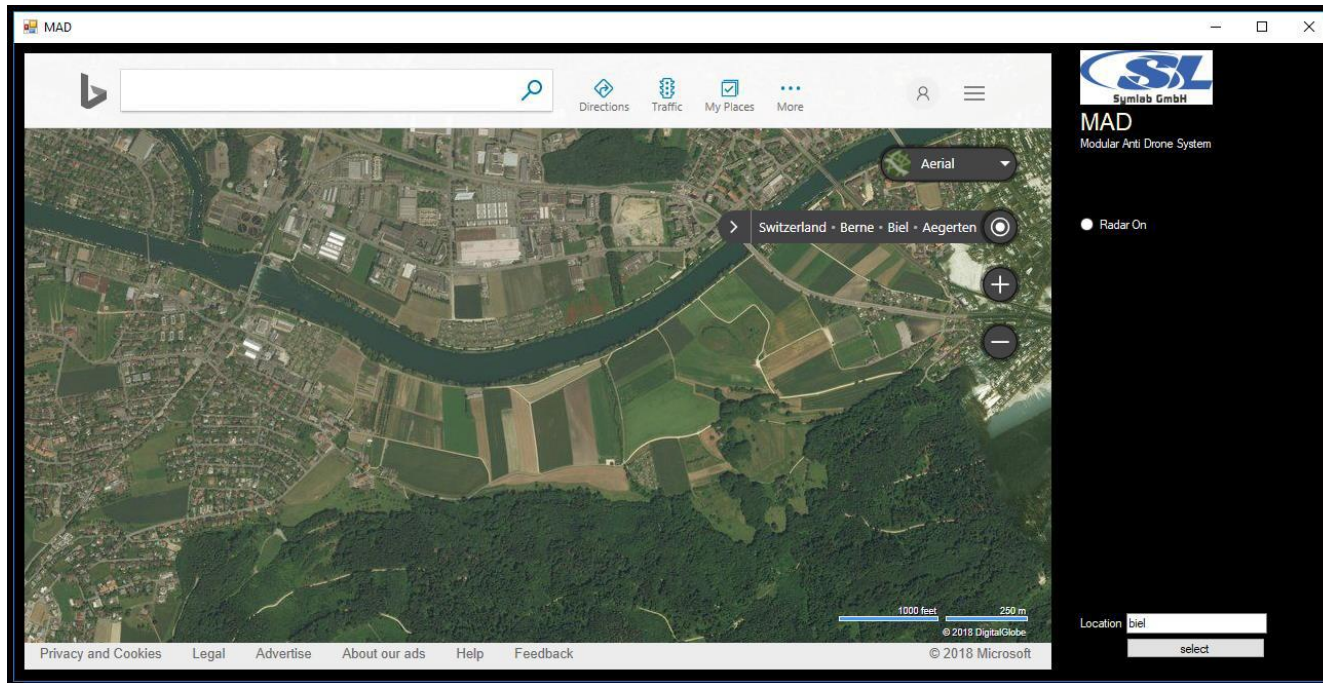 MAD
Directions
Traffic
My Places
More
SL
Symlab GmbH
MAD
Modular Anti Drone System
Aerial
Switzerland • Berne • Biel • Aegerten
Radar On
1000 feet 250 m
© 2018 DigitalGlobe
Location biel
select
Privacy and Cookies Legal Advertise About our ads Help Feedback © 2018 Microsoft